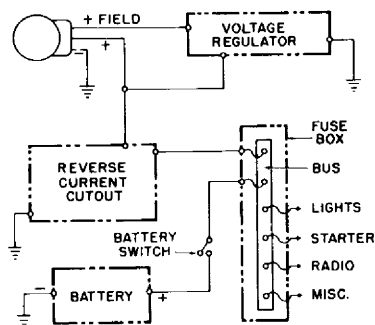 + FIELD
+
VOLTAGE
REGULATOR
FUSE
BOX
BUS
REVERSE
CURRENT
CUTOUT
LIGHTS
STARTER
RADIO
MISC.
BATTERY
SWITCH
- BATTERY +